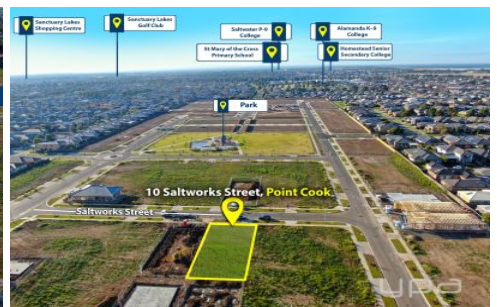 Sanctuary Lakes
Shopping Centre
Sanctuary Lakes
Golf Club
Saltwater P-9
College
Alamanda K-9
College
St Mary of the Cross
Primary School
Homestead Senior
Secondary College
Park
10 Saltworks Street, Point Cook
Saltworks Street
ypa